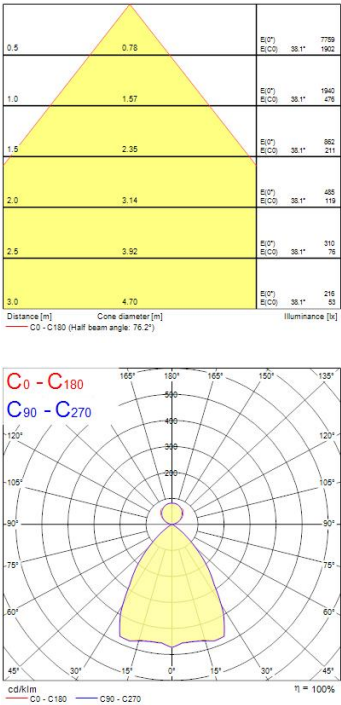 0.5 0.78 E(0°) 7759
E(C0) 38.1° 1902
1.0 1.57 E(0°) 1940
E(C0) 38.1° 476
1.5 2.35 E(0°) 862
E(C0) 38.1° 211
2.0 3.14 E(0°) 485
E(C0) 38.1° 119
2.5 3.92 E(0°) 310
E(C0) 38.1° 76
3.0 4.70 E(0°) 216
E(C0) 38.1° 53
Distance [m] Cone diameter [m] Illuminance [lx]
C0 - C180 (Half beam angle: 76.2°)
165° 180° 165° 135°
C0 - C180
500
C90 - C270
400
120° 300 120°
105° 200 105°
90° 90°
75° 75°
60° 60°
45° 30° 15° 0° 15° 30° 45°
cd/klm η = 100%
C0 - C180 C90 - C270